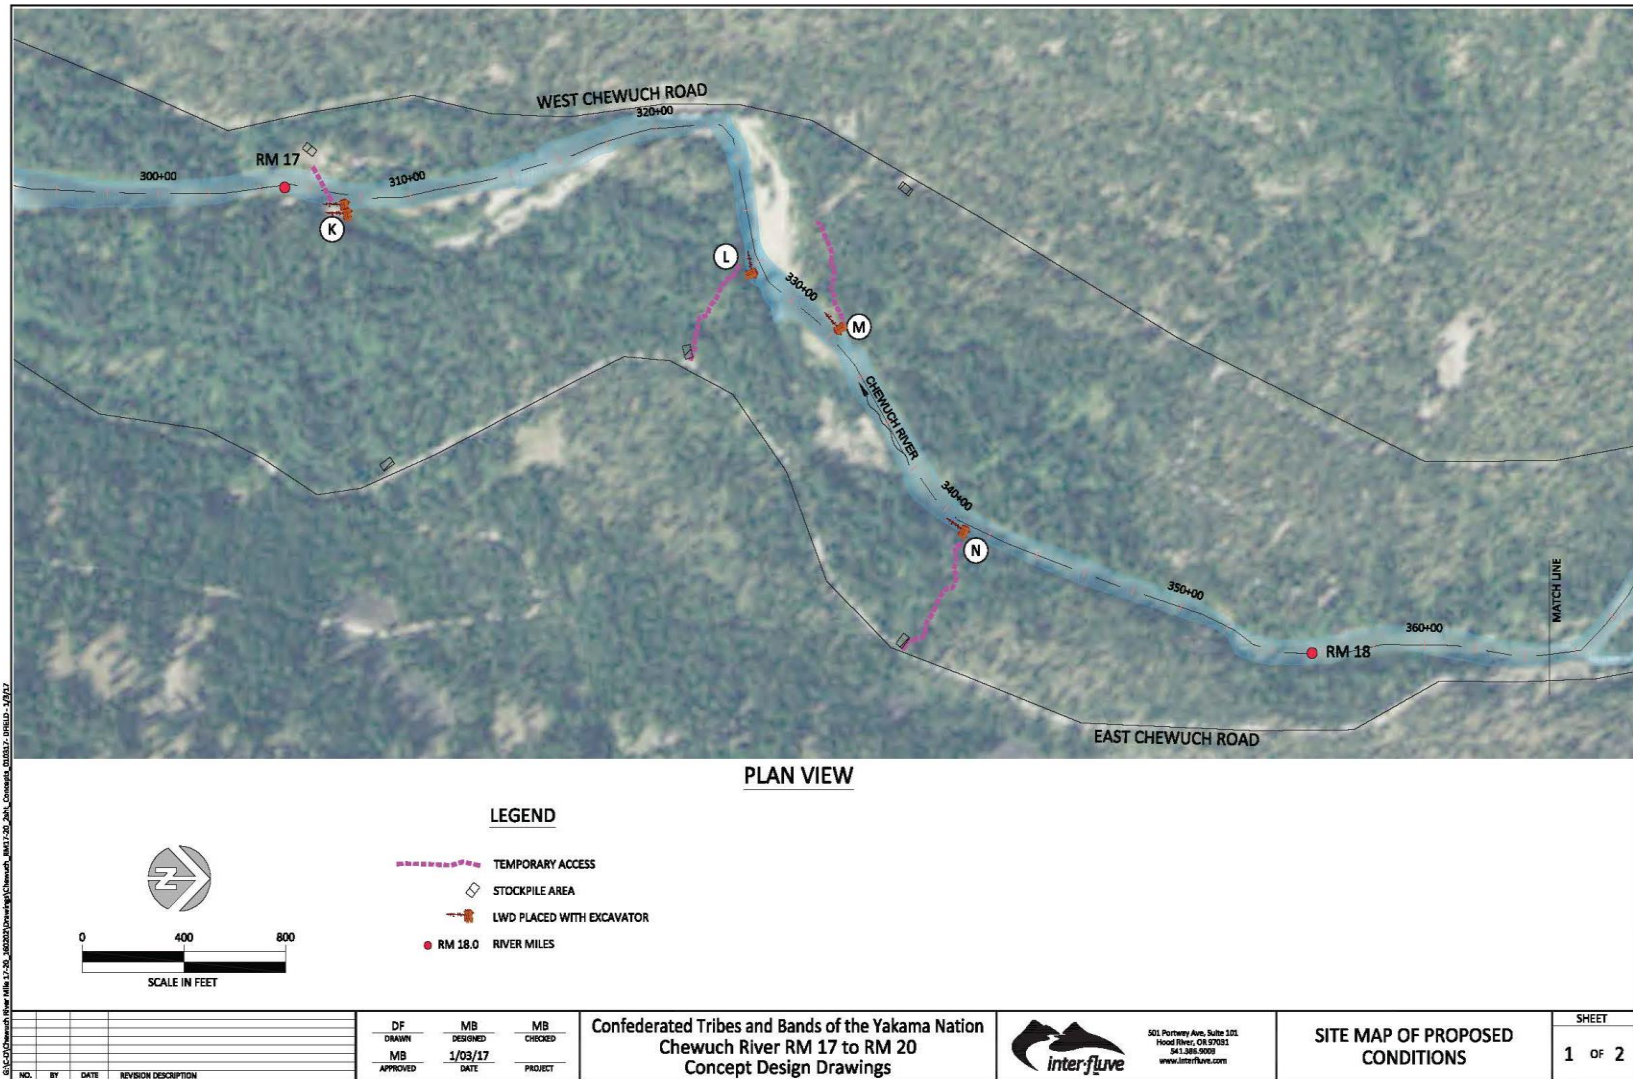 WEST CHEWUCH ROAD
320+00
RM 17
300+00
310+00
K
L
330+00
M
CHEWUCH RIVER
340+00
N
350+00
360+00
RM 18
MATCH LINE
EAST CHEWUCH ROAD
PLAN VIEW
LEGEND
TEMPORARY ACCESS
STOCKPILE AREA
LWD PLACED WITH EXCAVATOR
RM 18.0 RIVER MILES
N
0 400 800
SCALE IN FEET
NO. BY DATE REVISION DESCRIPTION
DF MB MB
DRAWN DESIGNED CHECKED
MB 1/03/17
APPROVED DATE PROJECT
Confederated Tribes and Bands of the Yakama Nation
Chewuch River RM 17 to RM 20
Concept Design Drawings
inter-fluve
501 Portway Ave, Suite 101
Hood River, OR 97031
541.386.9003
www.interfluve.com
SITE MAP OF PROPOSED
CONDITIONS
SHEET
1 OF 2